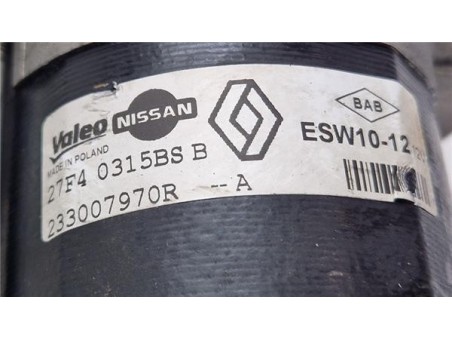 Valeo NISSAN BAB
MADE IN POLAND ESW10-12
27F4 0315BS B
233007970R -- A